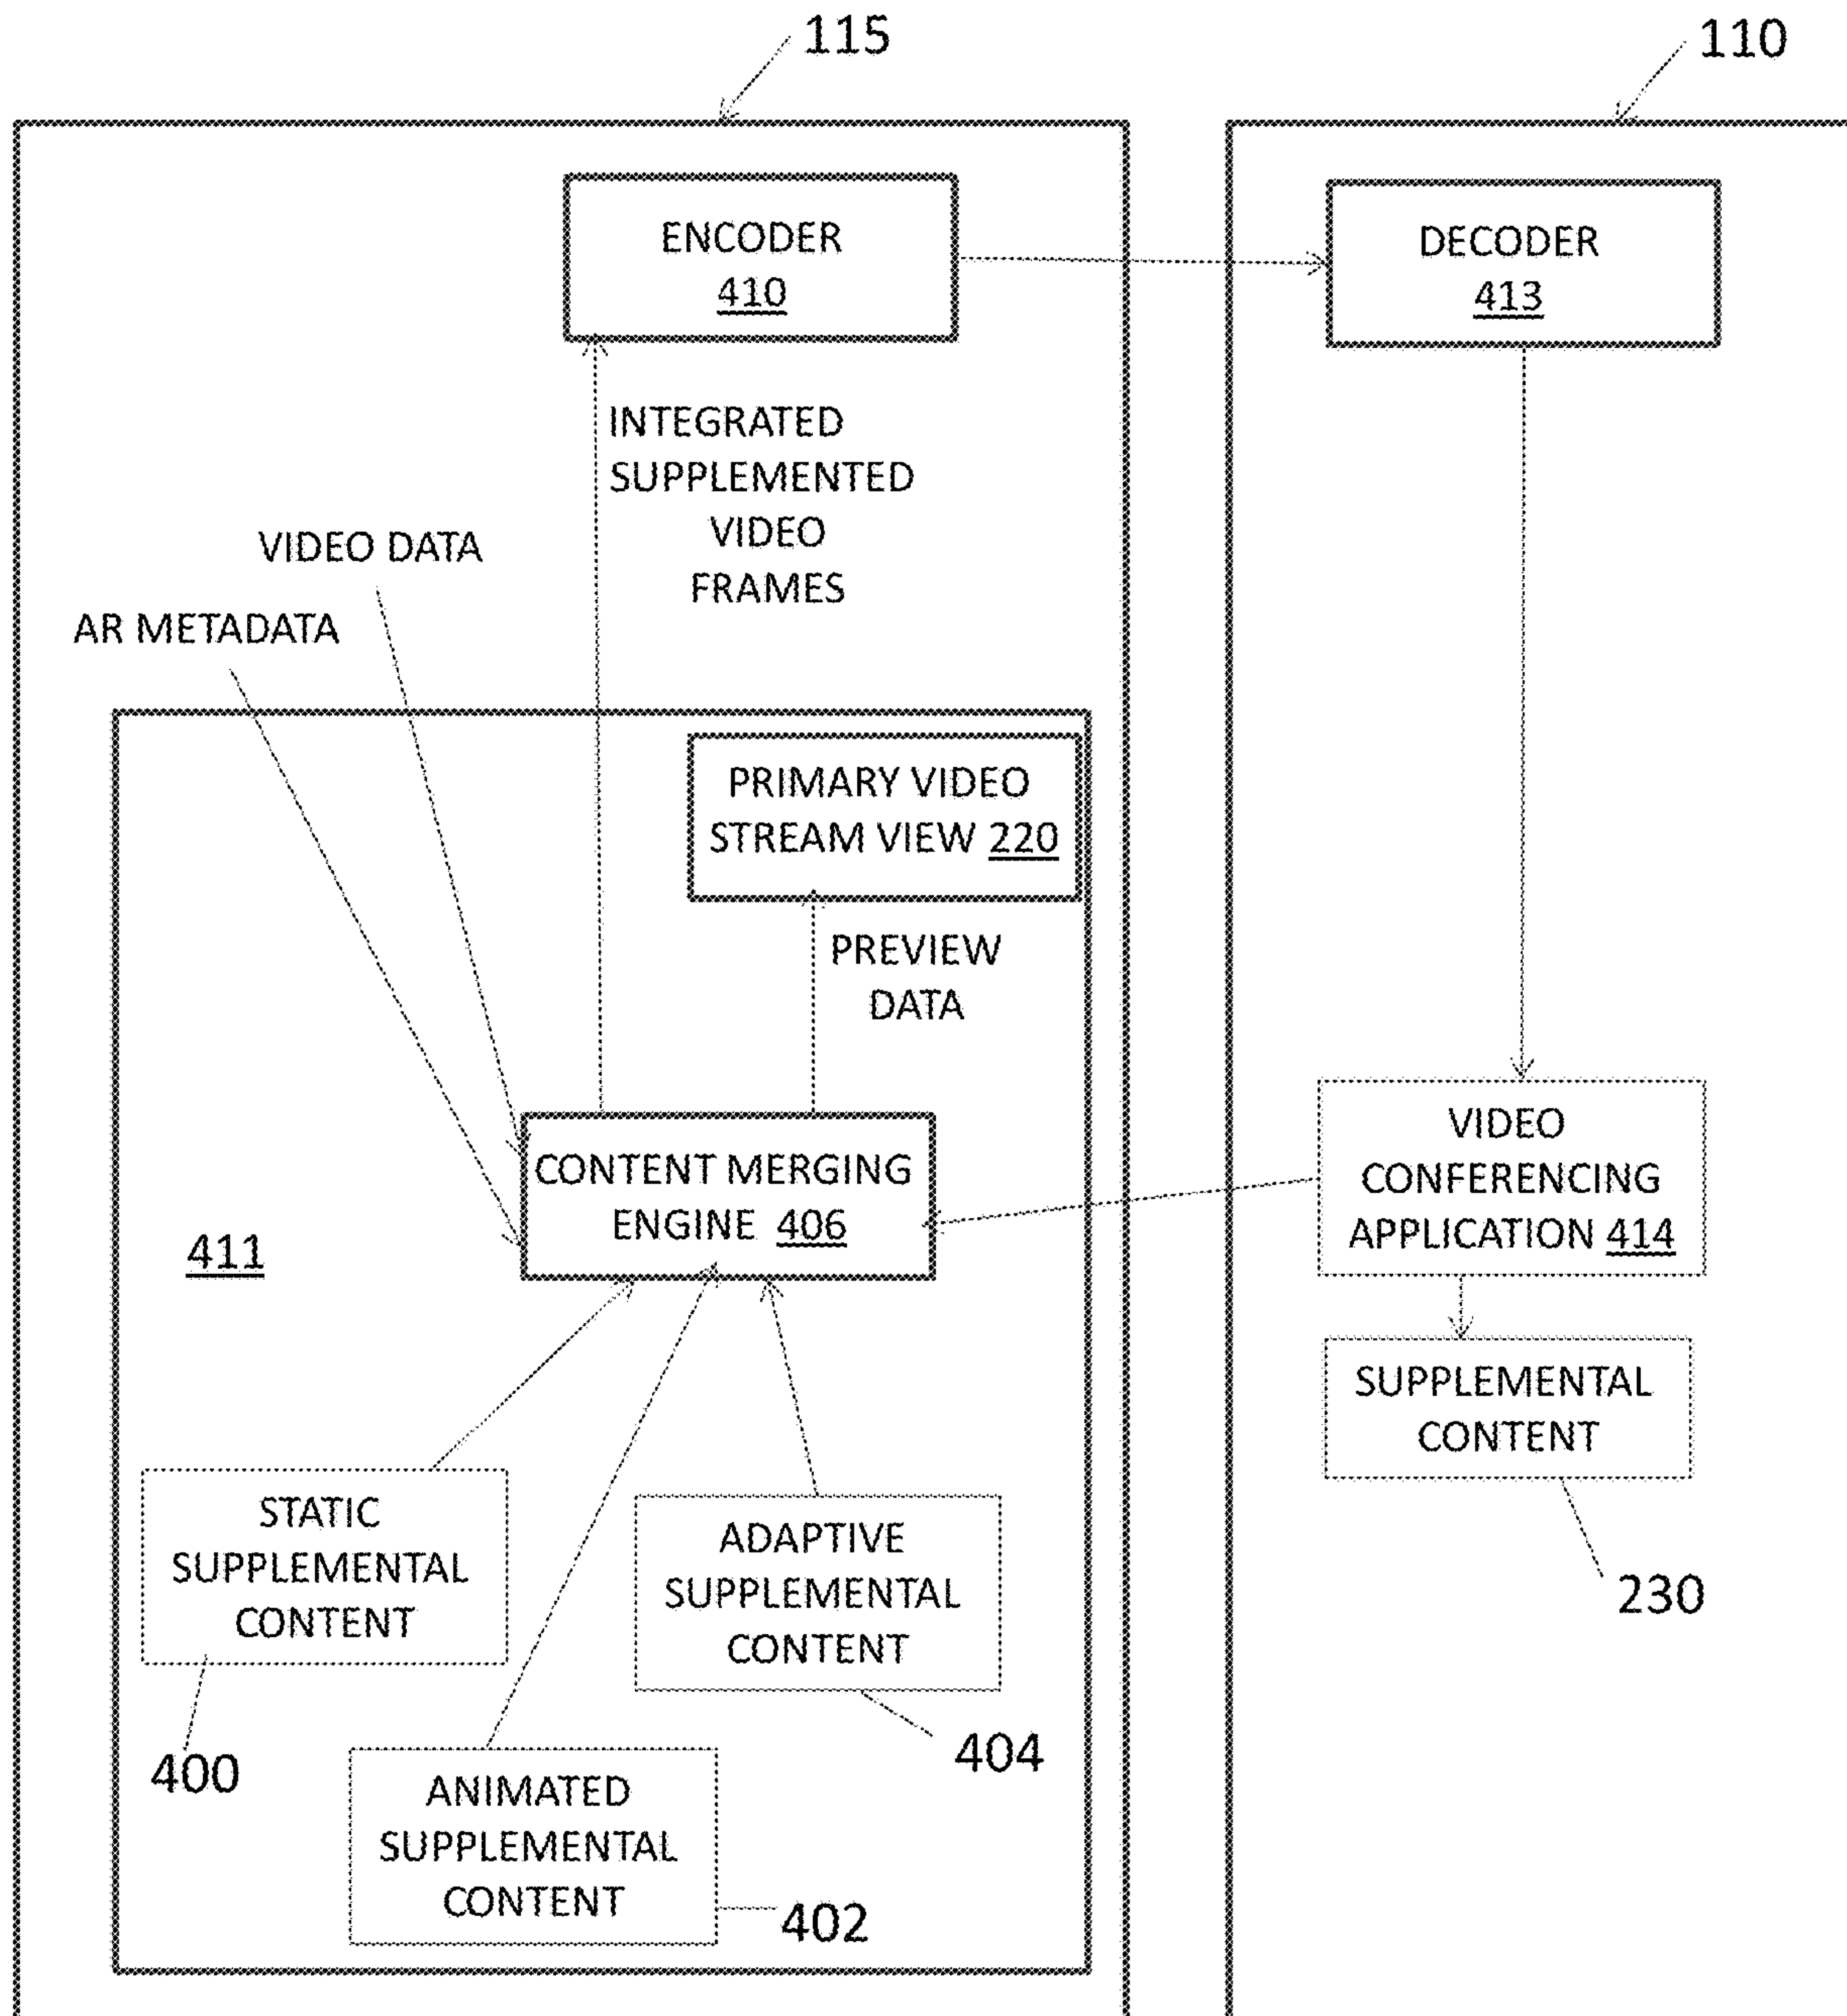 115
110
ENCODER
410
DECODER
413
INTEGRATED
SUPPLEMENTED
VIDEO
FRAMES
VIDEO DATA
AR METADATA
PRIMARY VIDEO
STREAM VIEW 220
PREVIEW
DATA
CONTENT MERGING
ENGINE 406
VIDEO
CONFERENCING
APPLICATION 414
411
SUPPLEMENTAL
CONTENT
230
STATIC
SUPPLEMENTAL
CONTENT
400
ADAPTIVE
SUPPLEMENTAL
CONTENT
404
ANIMATED
SUPPLEMENTAL
CONTENT
402